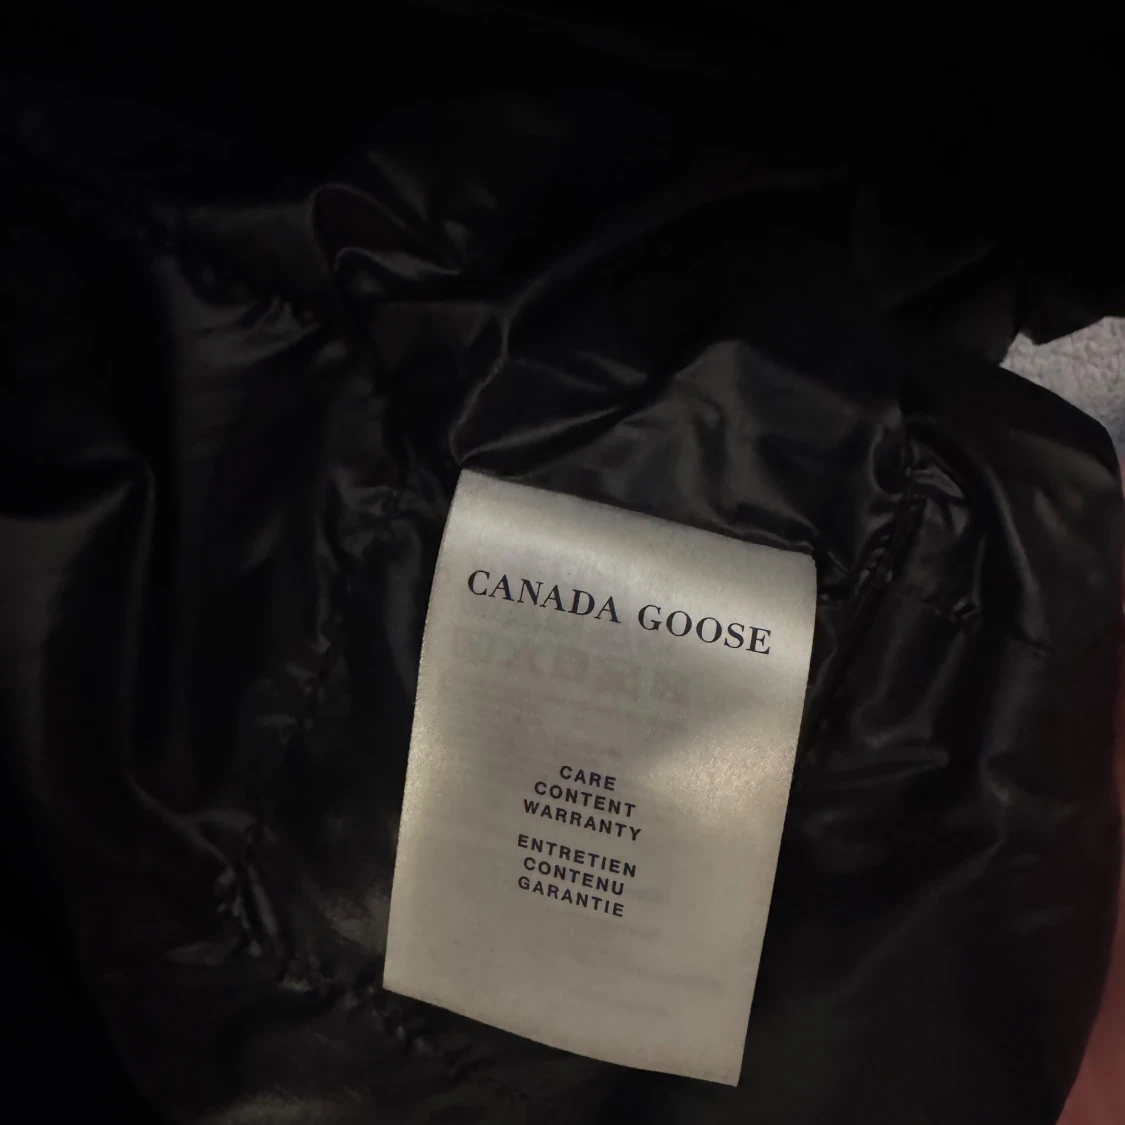 CANADA GOOSE
CARE
CONTENT
WARRANTY
ENTRETIEN
CONTENU
GARANTIE